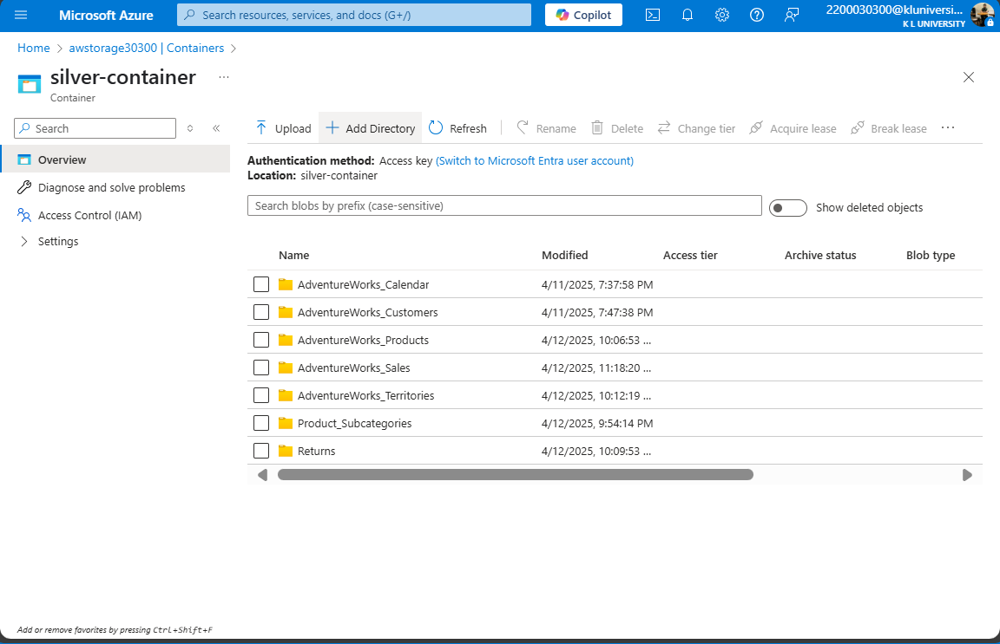 Microsoft Azure
Search resources, services, and docs (G+/)
Copilot
2200030300@kluniversi...
K L UNIVERSITY
Home > awstorage30300 | Containers >
silver-container ...
Container
Search
Overview
Diagnose and solve problems
Access Control (IAM)
Settings
Upload Add Directory Refresh Rename Delete Change tier Acquire lease Break lease ...
Authentication method: Access key (Switch to Microsoft Entra user account)
Location: silver-container
Search blobs by prefix (case-sensitive)
Show deleted objects
Name Modified Access tier Archive status Blob type
AdventureWorks_Calendar 4/11/2025, 7:37:58 PM
AdventureWorks_Customers 4/11/2025, 7:47:38 PM
AdventureWorks_Products 4/12/2025, 10:06:53 ...
AdventureWorks_Sales 4/12/2025, 11:18:20 ...
AdventureWorks_Territories 4/12/2025, 10:12:19 ...
Product_Subcategories 4/12/2025, 9:54:14 PM
Returns 4/12/2025, 10:09:53 ...
Add or remove favorites by pressing Ctrl+Shift+F